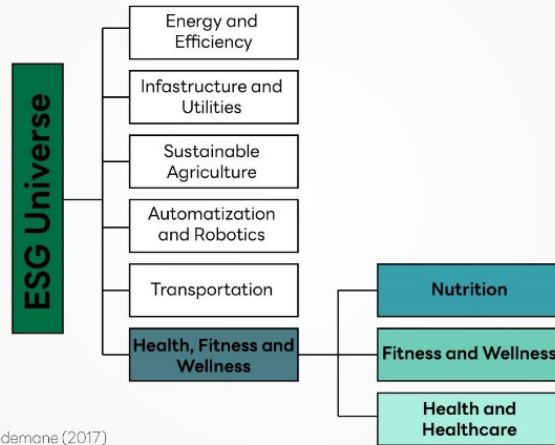 ESG Universe
Energy and
Efficiency
Infastructure and
Utilities
Sustainable
Agriculture
Automatization
and Robotics
Transportation
Health, Fitness and
Wellness
Nutrition
Fitness and Wellness
Health and
Healthcare
demane (2017)